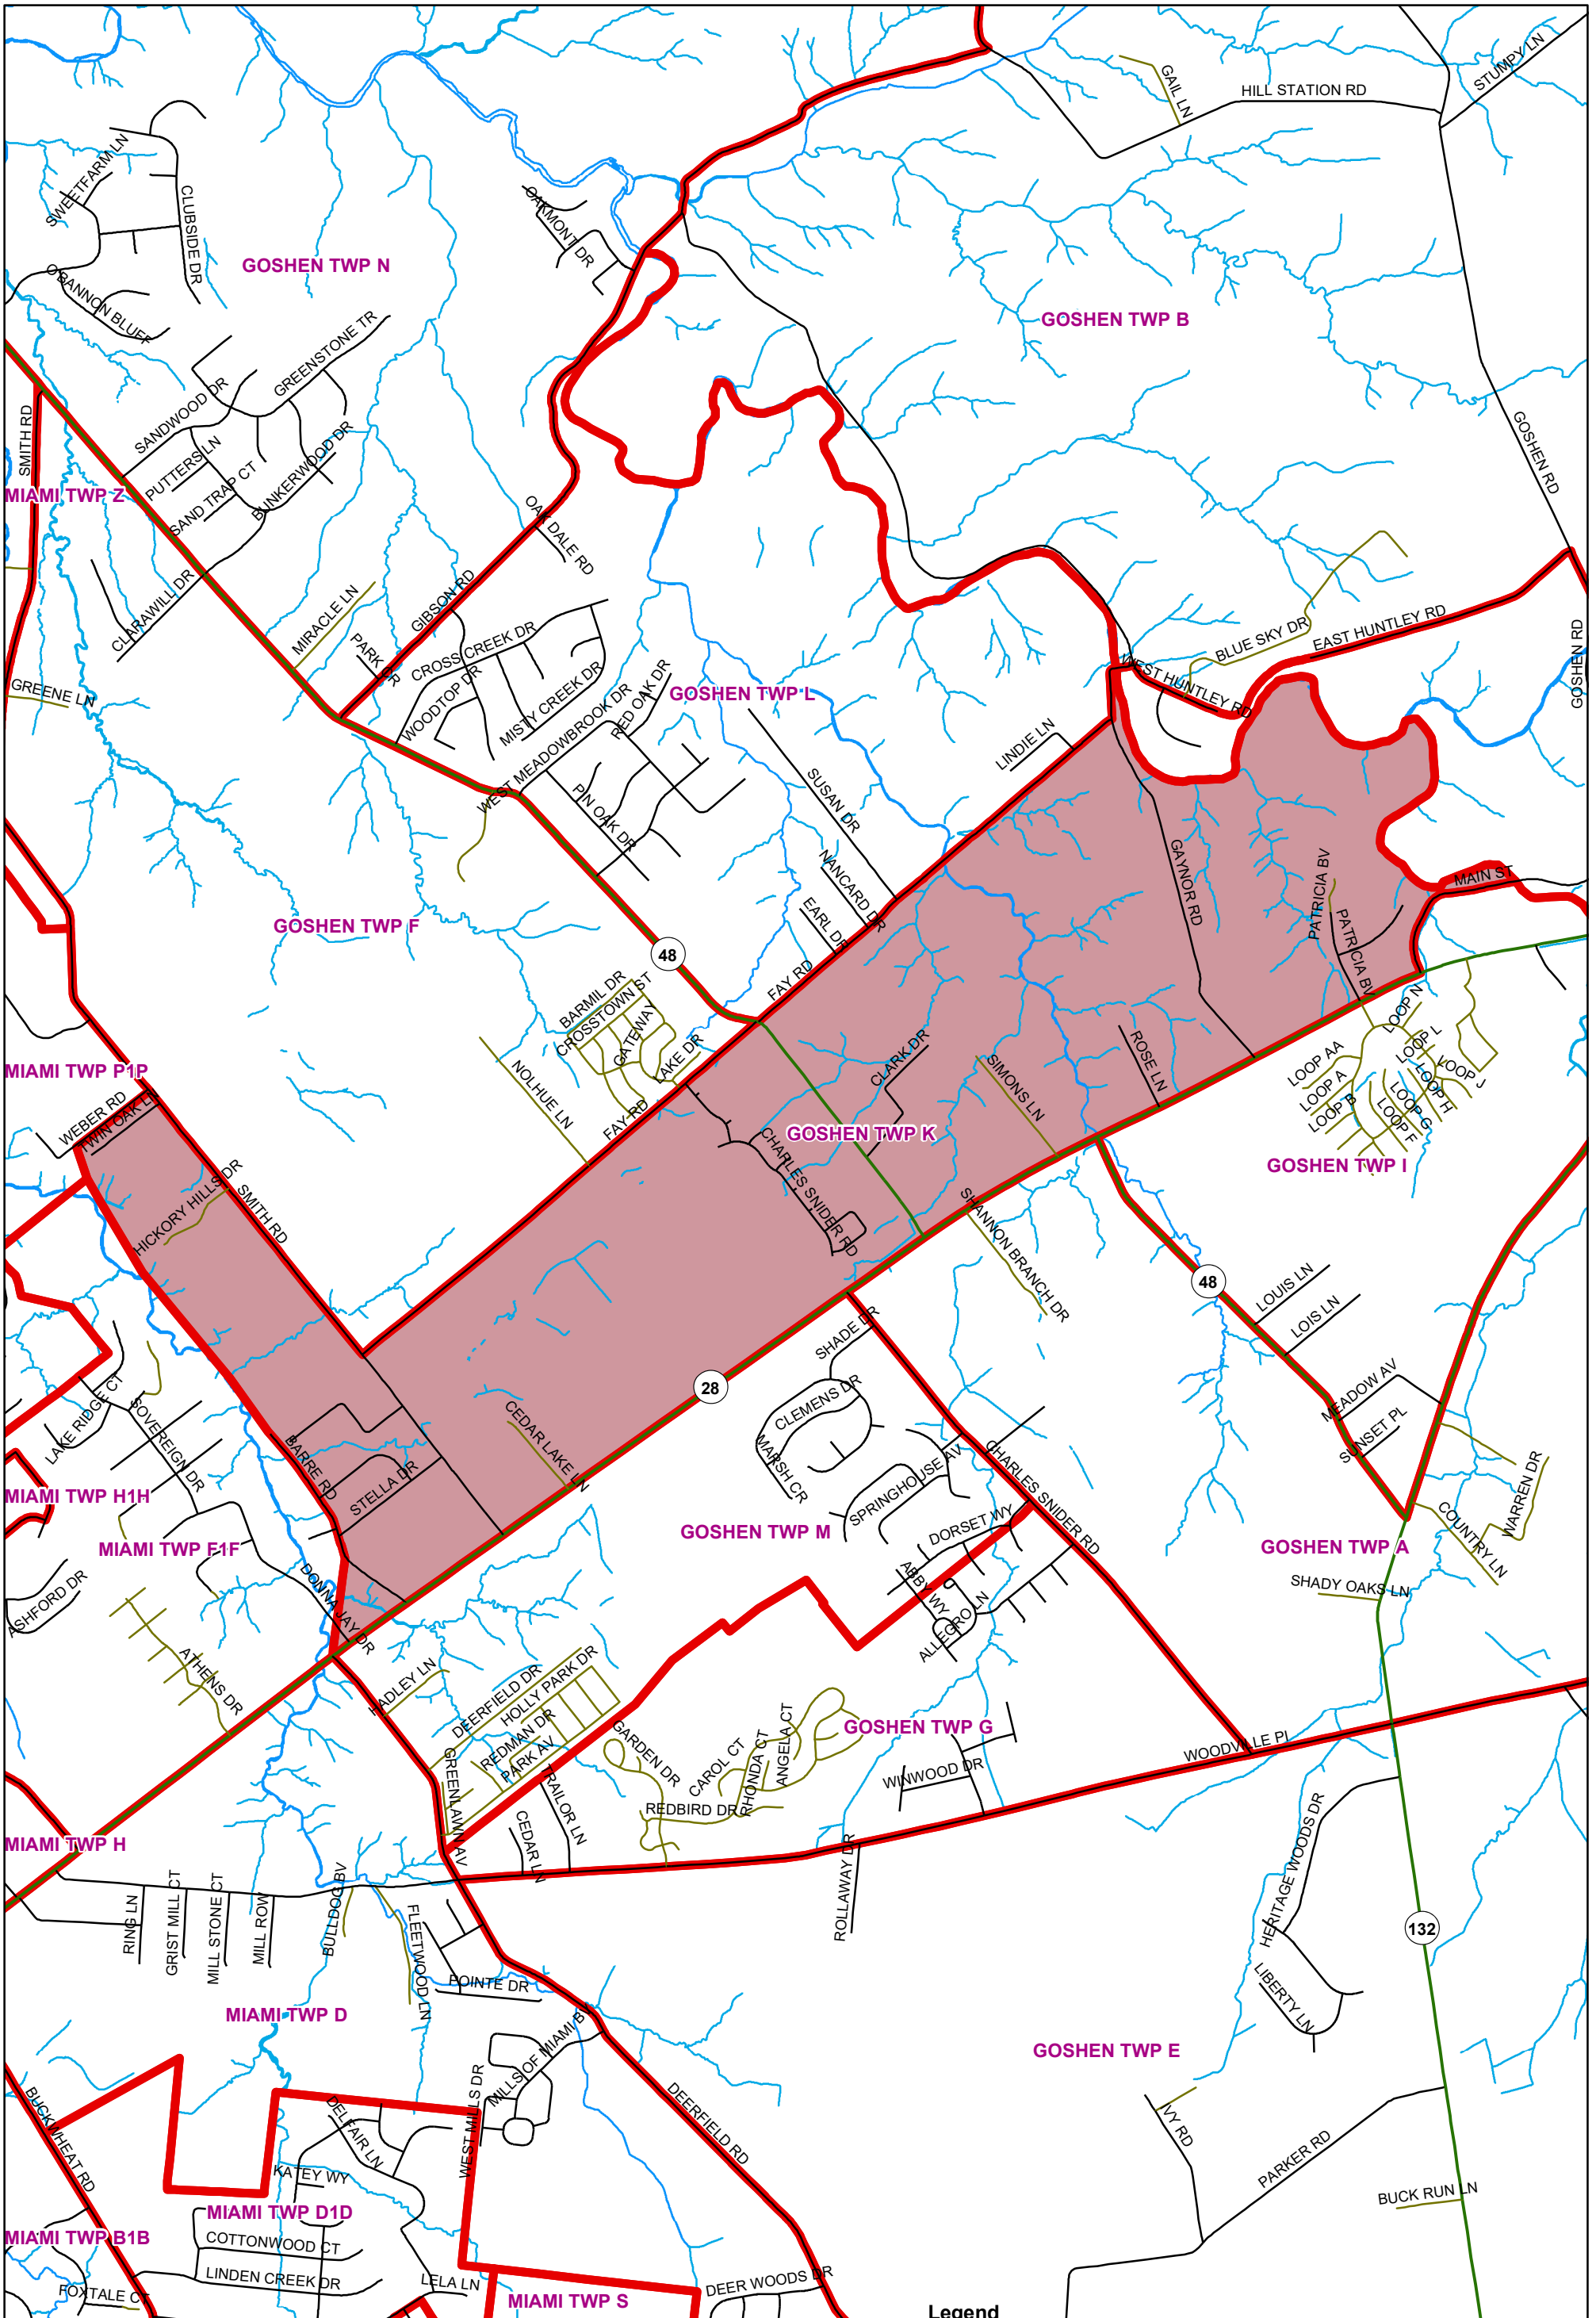 GAIL LN
HILL STATION RD
STUMPY LN
SWEETFARM LN
CLUBSIDE DR
OAKMONT DR
GOSHEN TWP N
O'BANNON BLUFF
GOSHEN TWP B
GREENSTONE TR
SANDWOOD DR
SMITH RD
PUTTERS LN
SAND TRAP CT
BUNKERWOOD DR
GOSHEN RD
MIAMI TWP Z
OAK DALE RD
CLARAWILL DR
MIRACLE LN
GIBSON RD
PARK CR
CROSS CREEK DR
BLUE SKY DR
EAST HUNTLEY RD
GOSHEN RD
GREENE LN
WOODTOP DR
MISTY CREEK DR
RED OAK DR
GOSHEN TWP L
WEST HUNTLEY RD
WEST MEADOWBROOK DR
LINDIE LN
PIN OAK DR
SUSAN DR
NANCARD DR
EARL DR
GAYNOR RD
PATRICIA BV
MAIN ST
PATRICIA BV
GOSHEN TWP F
48
FAY RD
BARMIL DR
CROSSTOWN ST
GATEWAY
LAKE DR
NOLHUE LN
FAY RD
CLARK DR
SIMONS LN
ROSE LN
LOOP N
LOOP L
LOOP AA
LOOP J
LOOP A
LOOP H
LOOP B
LOOP G
LOOP F
MIAMI TWP P1P
WEBER RD
TWIN OAK LN
GOSHEN TWP K
CHARLES SNIDER RD
GOSHEN TWP I
HICKORY HILLS DR
SMITH RD
SHANNON BRANCH DR
48
LOUIS LN
LOIS LN
SHADE DR
28
MEADOW AV
SUNSET PL
LAKE RIDGE CT
SOVEREIGN DR
BARRE RD
STELLA DR
CEDAR LAKE LN
CLEMENS DR
MARSH CR
SPRINGHOUSE AV
CHARLES SNIDER RD
WARREN DR
MIAMI TWP H1H
GOSHEN TWP M
DORSET WY
COUNTRY LN
MIAMI TWP F1F
GOSHEN TWP A
DONNA JAY DR
ABBY WY
SHADY OAKS LN
ASHFORD DR
ALLEGRO LN
ATHENS DR
HADLEY LN
DEERFIELD DR
HOLLY PARK DR
REDMAN DR
PARK AV
GARDEN DR
CAROL CT
RHONDA CT
ANGELA CT
GOSHEN TWP G
WOODVILLE PI
GREENLAWN AV
TRAILOR LN
WINWOOD DR
REDBIRD DR
CEDAR LN
MIAMI TWP H
ROLLAWAY DR
HERITAGE WOODS DR
RING LN
GRIST MILL CT
MILL STONE CT
MILL ROW
BULLDOG BV
FLEETWOOD LN
132
POINTE DR
LIBERTY LN
MIAMI TWP D
GOSHEN TWP E
MILLS OF MIAMI BV
WEST MILLS DR
DEERFIELD RD
BUCKWHEAT RD
DELFAIR LN
IVY RD
PARKER RD
KATEY WY
BUCK RUN LN
MIAMI TWP D1D
MIAMI TWP B1B
COTTONWOOD CT
LINDEN CREEK DR
LELA LN
DEER WOODS DR
FOXTALE CT
MIAMI TWP S
Legend